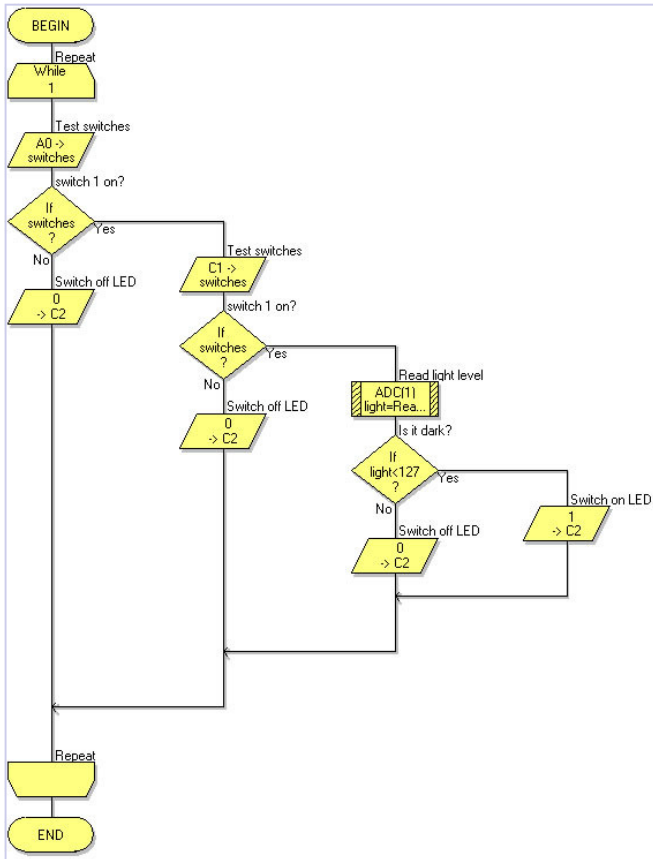 BEGIN
Repeat
While
1
Test switches
A0 ->
switches
switch 1 on?
If
switches
?
Yes
No
Switch off LED
0
-> C2
Test switches
C1 ->
switches
switch 1 on?
If
switches
?
Yes
No
Switch off LED
0
-> C2
Read light level
ADC(1)
light=Rea...
Is it dark?
If
light<127
?
Yes
No
Switch off LED
0
-> C2
Switch on LED
1
-> C2
Repeat
END